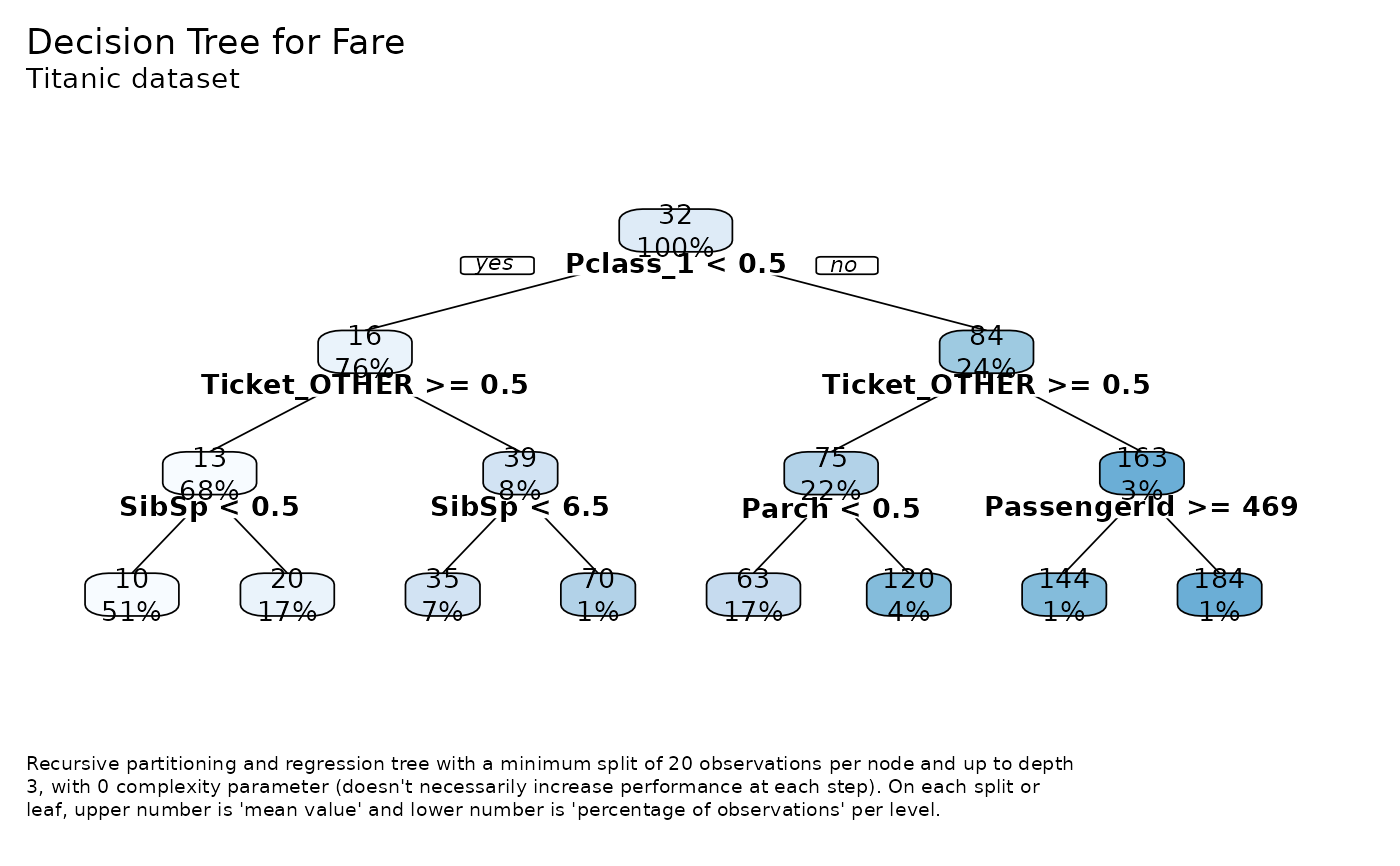 Decision Tree for Fare
Titanic dataset
32
100%
yes
Pclass_1 < 0.5
no
16
76%
84
24%
Ticket_OTHER >= 0.5
Ticket_OTHER >= 0.5
13
68%
39
8%
75
22%
163
3%
SibSp < 0.5
SibSp < 6.5
Parch < 0.5
PassengerId >= 469
10
51%
20
17%
35
7%
70
1%
63
17%
120
4%
144
1%
184
1%
Recursive partitioning and regression tree with a minimum split of 20 observations per node and up to depth
3, with 0 complexity parameter (doesn't necessarily increase performance at each step). On each split or
leaf, upper number is 'mean value' and lower number is 'percentage of observations' per level.